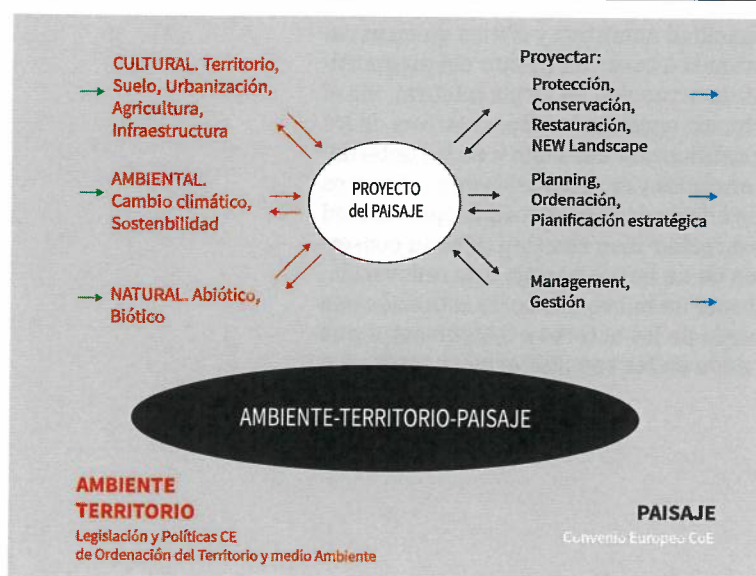 CULTURAL. Territorio,
Suelo, Urbanización,
Agricultura,
Infraestructura
AMBIENTAL.
Cambio climático,
Sostenbilidad
NATURAL. Abiótico,
Biótico
PROYECTO
del PAISAJE
Proyectar:
Protección,
Conservación,
Restauración,
NEW Landscape
Planning,
Ordenación,
Pianificación estratégica
Management,
Gestión
AMBIENTE-TERRITORIO-PAISAJE
AMBIENTE
TERRITORIO
Legislación y Políticas CE
de Ordenación del Territorio y medio Ambiente
PAISAJE
Convenio Europeo CoE